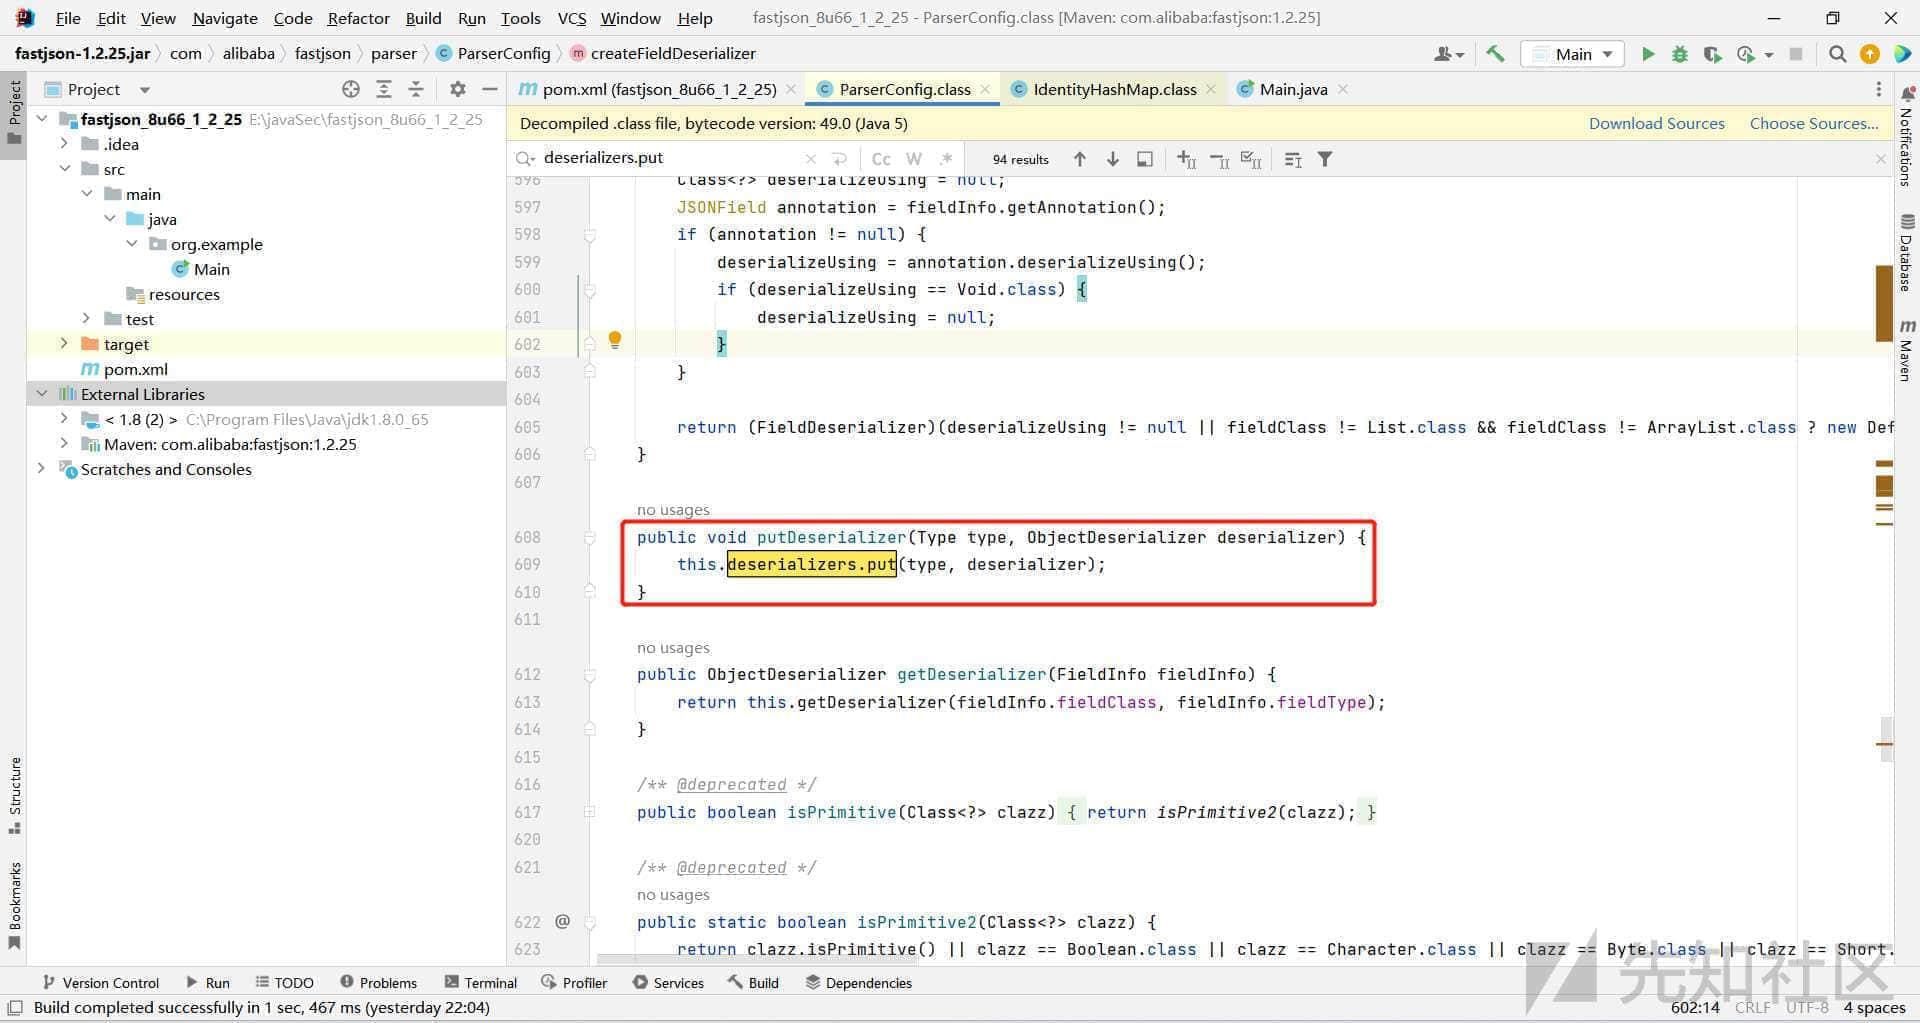 File Edit View Navigate Code Refactor Build Run Tools VCS Window Help fastjson_8u66_1_2_25 - ParserConfig.class [Maven: com.alibaba:fastjson:1.2.25]
fastjson-1.2.25.jar com alibaba fastjson parser ParserConfig createFieldDeserializer Main
Project
pom.xml (fastjson_8u66_1_2_25) ParserConfig.class IdentityHashMap.class Main.java
Decompiled .class file, bytecode version: 49.0 (Java 5) Download Sources Choose Sources...
deserializers.put Cc W .* 94 results
Project
Structure
Bookmarks
fastjson_8u66_1_2_25 E:\javaSec\fastjson_8u66_1_2_25
.idea
src
main
java
org.example
Main
resources
test
target
pom.xml
External Libraries
< 1.8 (2) > C:\Program Files\Java\jdk1.8.0_65
Maven: com.alibaba:fastjson:1.2.25
Scratches and Consoles
596 Class<?> deserializeUsing = null;
597 JSONField annotation = fieldInfo.getAnnotation();
598 if (annotation != null) {
599 deserializeUsing = annotation.deserializeUsing();
600 if (deserializeUsing == Void.class) {
601 deserializeUsing = null;
602 }
603 }
604
605 return (FieldDeserializer)(deserializeUsing != null || fieldClass != List.class && fieldClass != ArrayList.class ? new Def
606 }
607
no usages
608 public void putDeserializer(Type type, ObjectDeserializer deserializer) {
609 this.deserializers.put(type, deserializer);
610 }
611
no usages
612 public ObjectDeserializer getDeserializer(FieldInfo fieldInfo) {
613 return this.getDeserializer(fieldInfo.fieldClass, fieldInfo.fieldType);
614 }
615
616 /** @deprecated */
617 public boolean isPrimitive(Class<?> clazz) { return isPrimitive2(clazz); }
620
621 /** @deprecated */
no usages
622 @ public static boolean isPrimitive2(Class<?> clazz) {
623 return clazz.isPrimitive() || clazz == Boolean.class || clazz == Character.class || clazz == Byte.class || clazz == Short.
Notifications
Database
Maven
Version Control Run TODO Problems Terminal Profiler Services Build Dependencies
Build completed successfully in 1 sec, 467 ms (yesterday 22:04) 602:14 CRLF UTF-8 4 spaces
先知社区